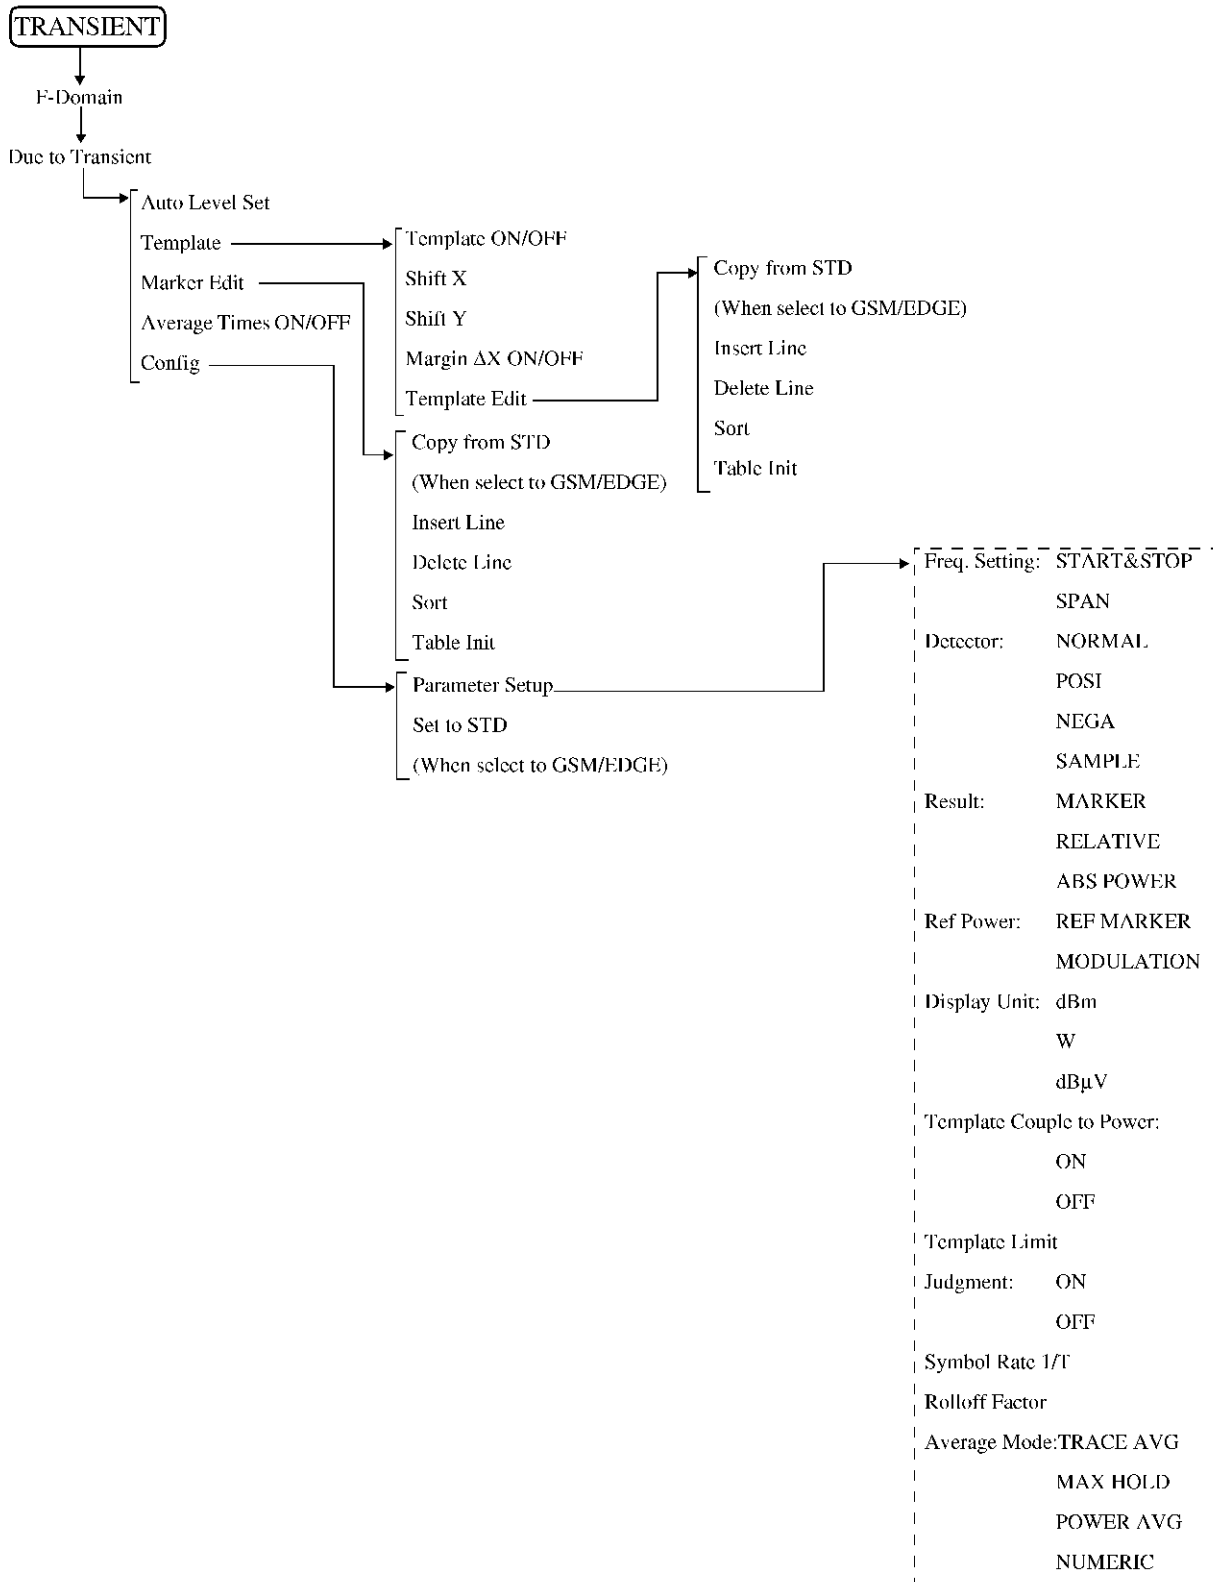 TRANSIENT
F-Domain
Due to Transient
Auto Level Set
Template
Marker Edit
Average Times ON/OFF
Config
Template ON/OFF
Shift X
Shift Y
Margin ΔX ON/OFF
Template Edit
Copy from STD
(When select to GSM/EDGE)
Insert Line
Delete Line
Sort
Table Init
Copy from STD
(When select to GSM/EDGE)
Insert Line
Delete Line
Sort
Table Init
Parameter Setup
Set to STD
(When select to GSM/EDGE)
Freq. Setting: START&STOP
SPAN
Detector: NORMAL
POSI
NEGA
SAMPLE
Result: MARKER
RELATIVE
ABS POWER
Ref Power: REF MARKER
MODULATION
Display Unit: dBm
W
dBµV
Template Couple to Power:
ON
OFF
Template Limit
Judgment: ON
OFF
Symbol Rate 1/T
Rolloff Factor
Average Mode:TRACE AVG
MAX HOLD
POWER AVG
NUMERIC